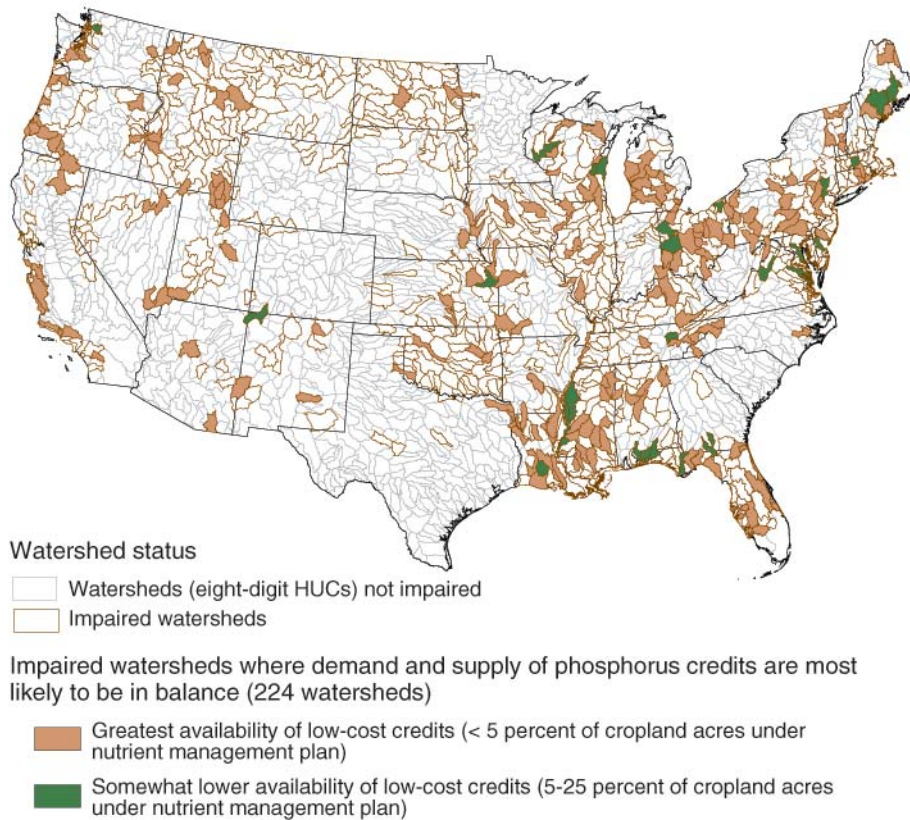 Watershed status
Watersheds (eight-digit HUCs) not impaired
Impaired watersheds
Impaired watersheds where demand and supply of phosphorus credits are most
likely to be in balance (224 watersheds)
Greatest availability of low-cost credits (< 5 percent of cropland acres under
nutrient management plan)
Somewhat lower availability of low-cost credits (5-25 percent of cropland acres
under nutrient management plan)